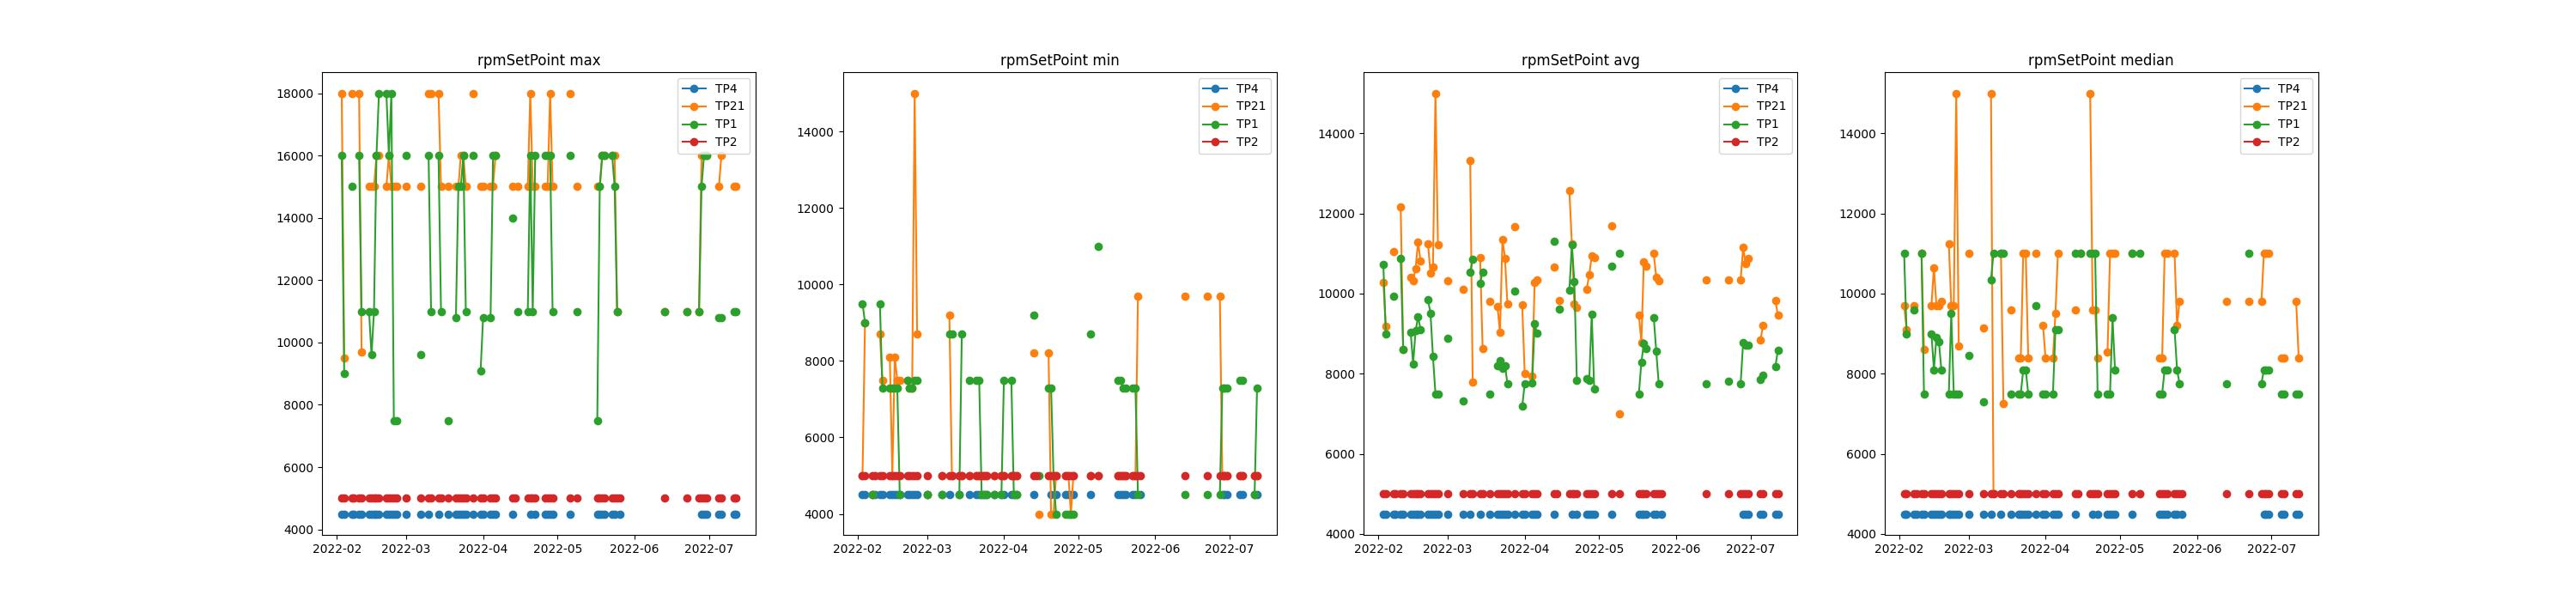 rpmSetPoint max
TP4
TP21
TP1
TP2
18000
16000
14000
12000
10000
8000
6000
4000
2022-02 2022-03 2022-04 2022-05 2022-06 2022-07
rpmSetPoint min
TP4
TP21
TP1
TP2
14000
12000
10000
8000
6000
4000
2022-02 2022-03 2022-04 2022-05 2022-06 2022-07
rpmSetPoint avg
TP4
TP21
TP1
TP2
14000
12000
10000
8000
6000
4000
2022-02 2022-03 2022-04 2022-05 2022-06 2022-07
rpmSetPoint median
TP4
TP21
TP1
TP2
14000
12000
10000
8000
6000
4000
2022-02 2022-03 2022-04 2022-05 2022-06 2022-07